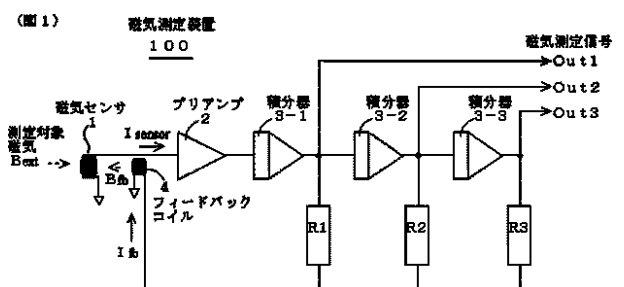 (図1)
磁気測定装置
100
磁気測定信号
Out1
Out2
Out3
磁気センサ
1
プリアンプ
2
積分器
3-1
積分器
3-2
積分器
3-3
測定対象
磁気
Bext
I sensor
Bfb
4
フィードバック
コイル
I fb
R1
R2
R3